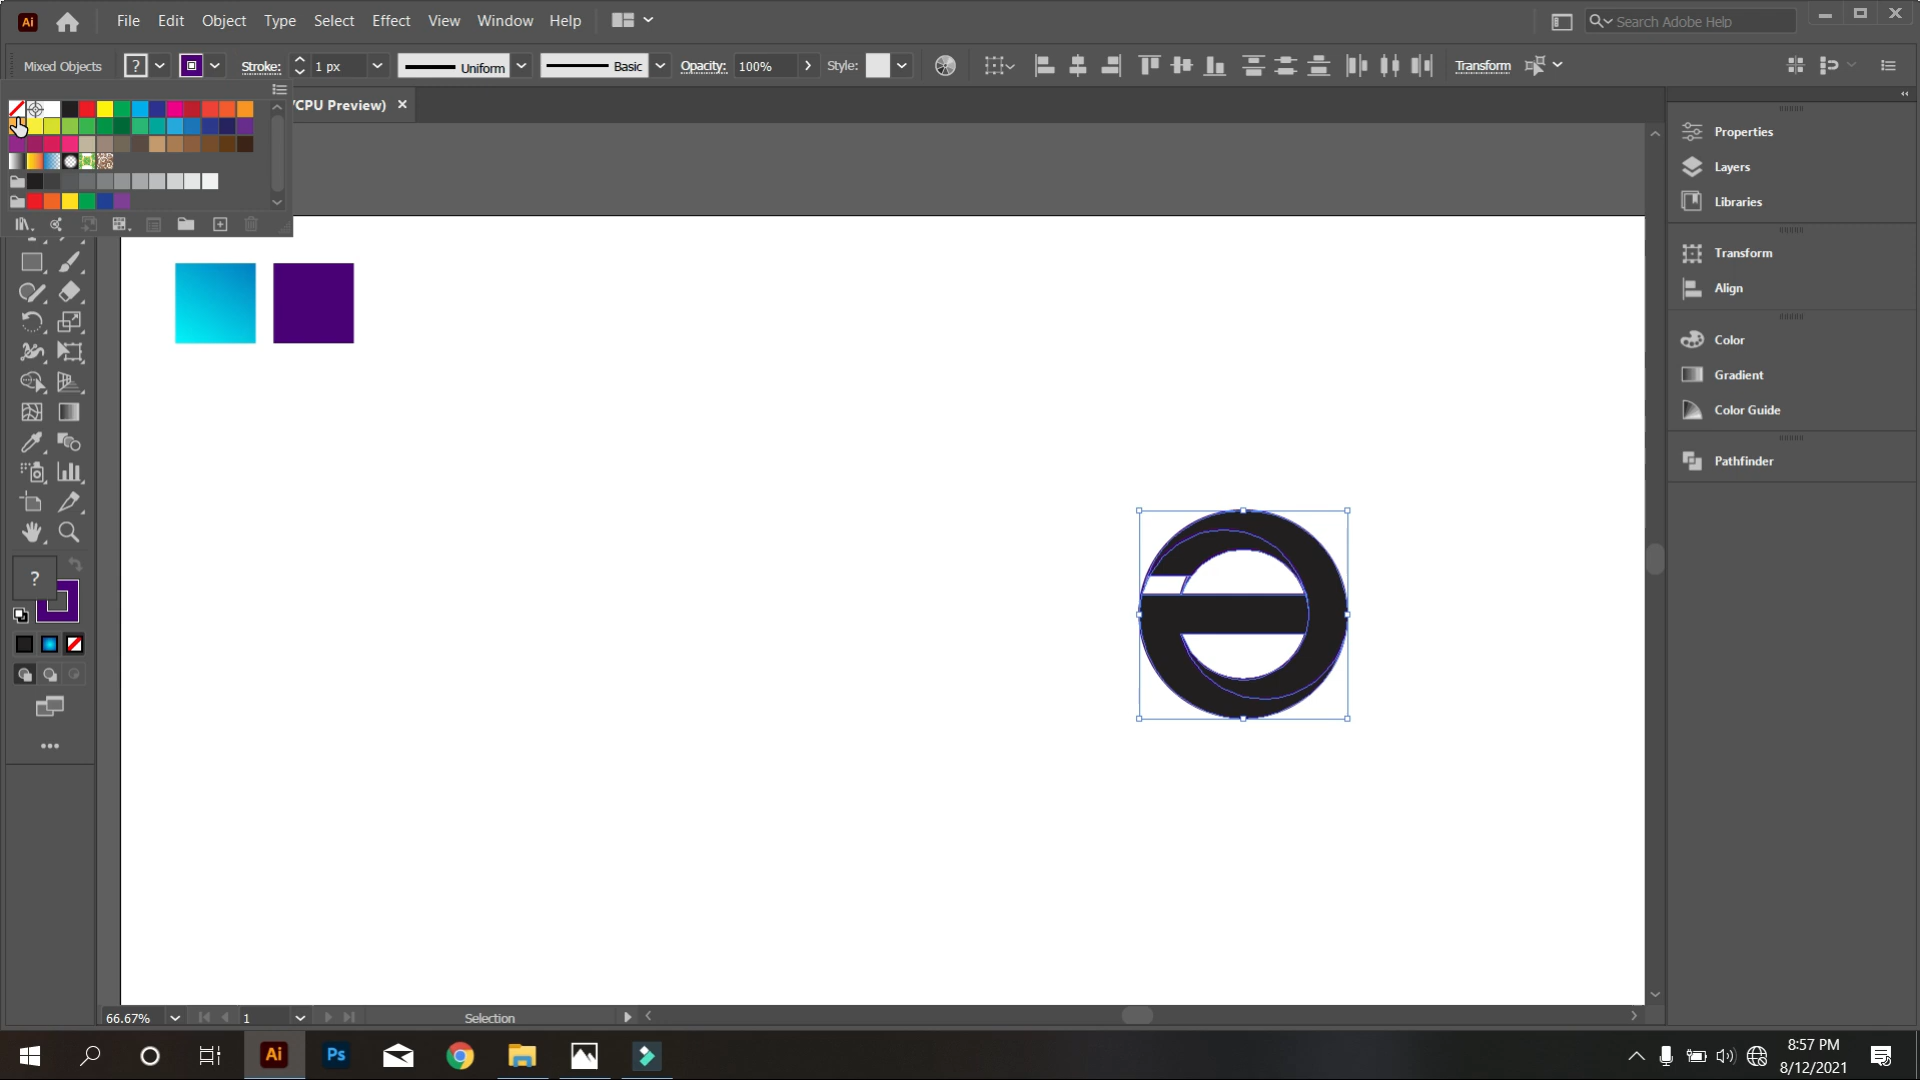 Ai File Edit Object Type Select Effect View Window Help Search Adobe Help
Mixed Objects ? Stroke: 1 px Uniform Basic Opacity: 100% Style: Transform
/CPU Preview)
Properties
Layers
Libraries
Transform
Align
Color
Gradient
Color Guide
Pathfinder
?
66.67% 1 Selection
Ai Ps
8:57 PM
8/12/2021